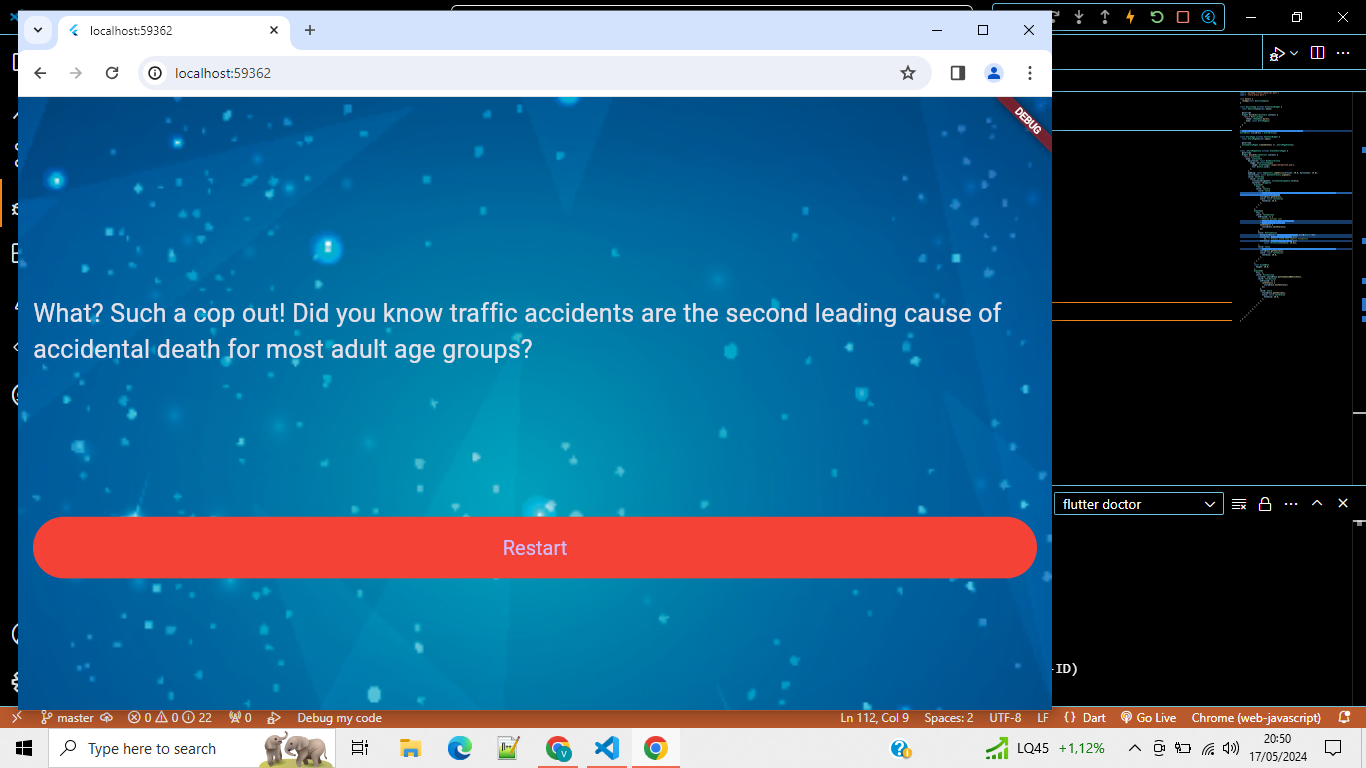 localhost:59362
localhost:59362
DEBUG
What? Such a cop out! Did you know traffic accidents are the second leading cause of
accidental death for most adult age groups?
Restart
flutter doctor
-ID)
master
0
0
22
0
Debug my code
Ln 112, Col 9
Spaces: 2
UTF-8
LF
{ } Dart
Go Live
Chrome (web-javascript)
Type here to search
V
LQ45 +1,12%
20:50
17/05/2024